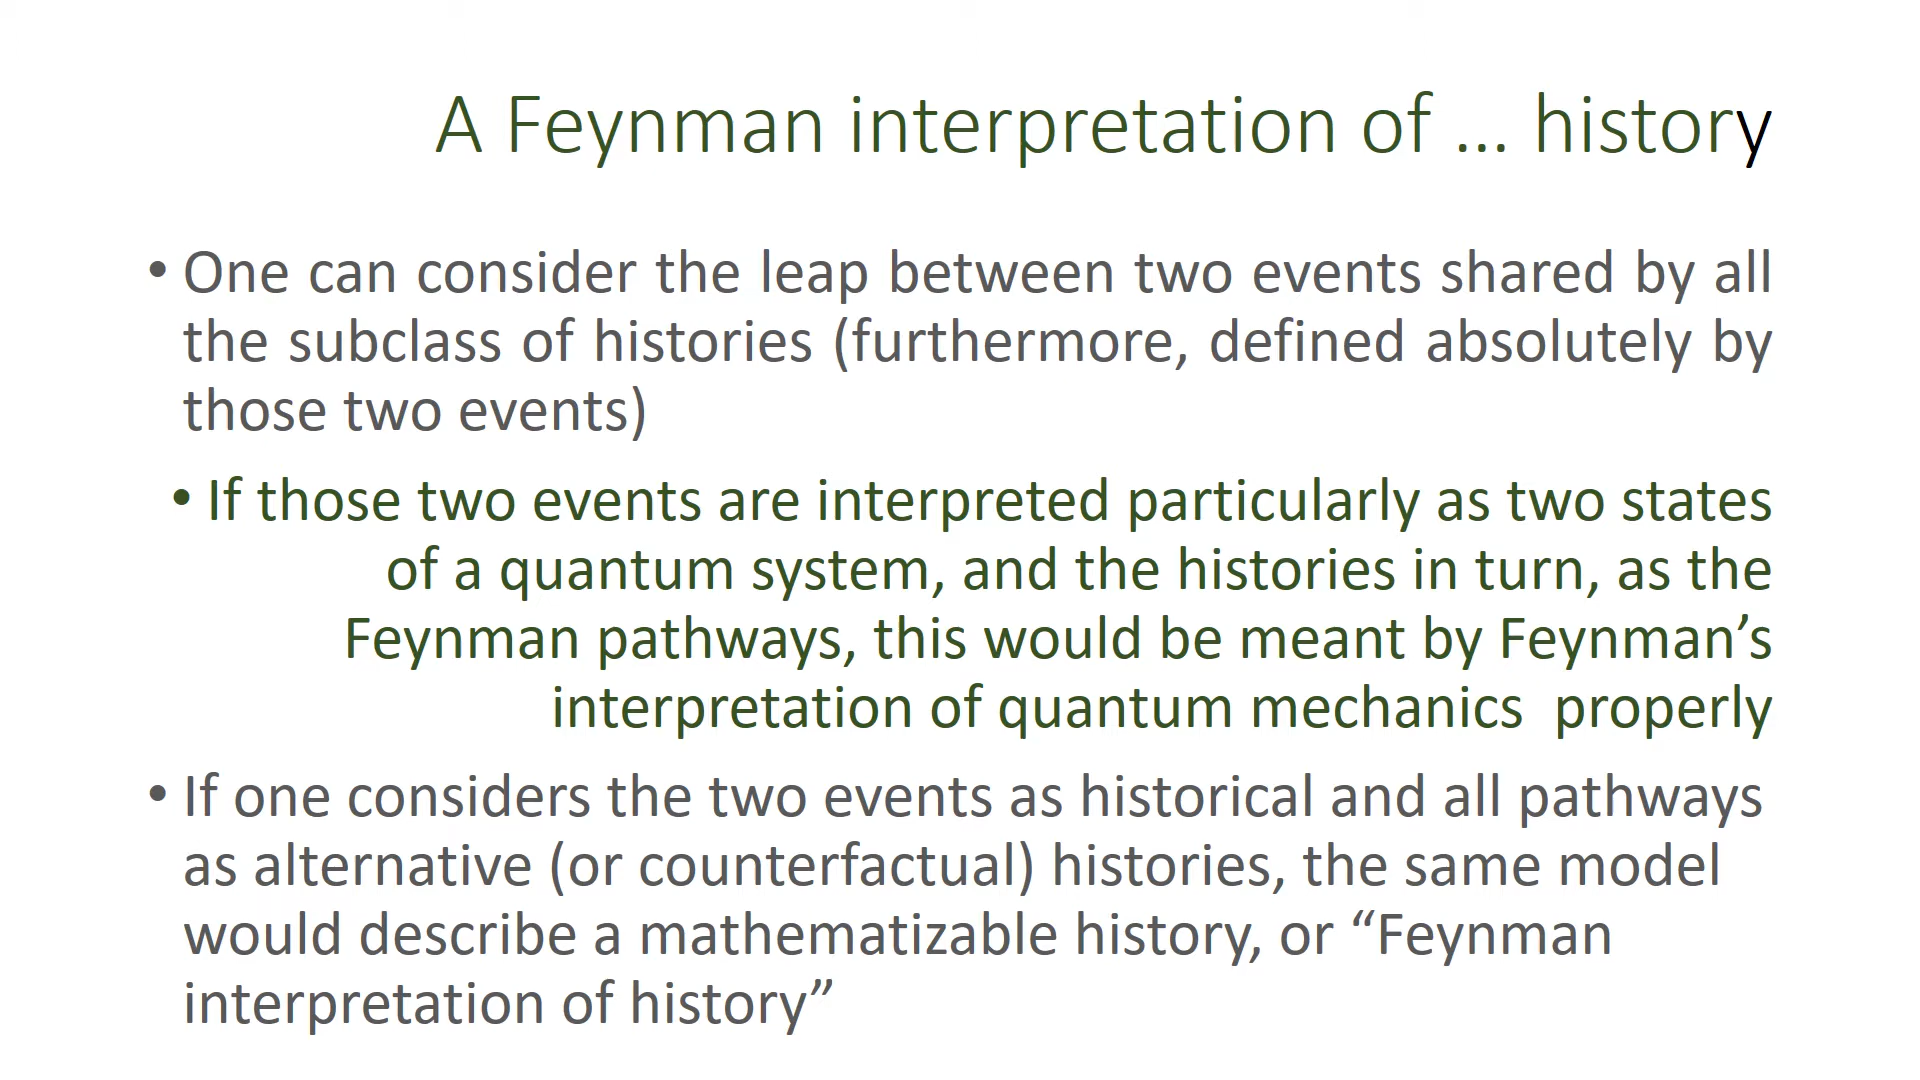 A Feynman interpretation of … history
• One can consider the leap between two events shared by all
the subclass of histories (furthermore, defined absolutely by
those two events)
• If those two events are interpreted particularly as two states
of a quantum system, and the histories in turn, as the
Feynman pathways, this would be meant by Feynman’s
interpretation of quantum mechanics  properly
• If one considers the two events as historical and all pathways
as alternative (or counterfactual) histories, the same model
would describe a mathematizable history, or “Feynman
interpretation of history”